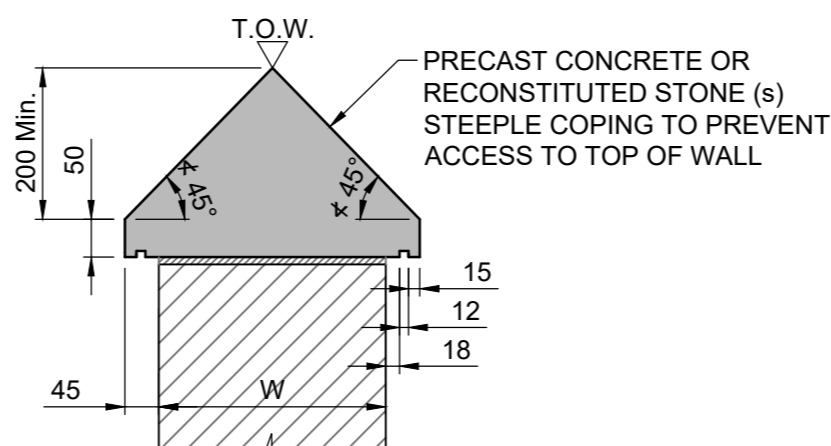 T.O.W.
PRECAST CONCRETE OR
RECONSTITUTED STONE (s)
STEEPLE COPING TO PREVENT
ACCESS TO TOP OF WALL
200 Min.
50
∡ 45°
∡ 45°
15
12
18
45
W